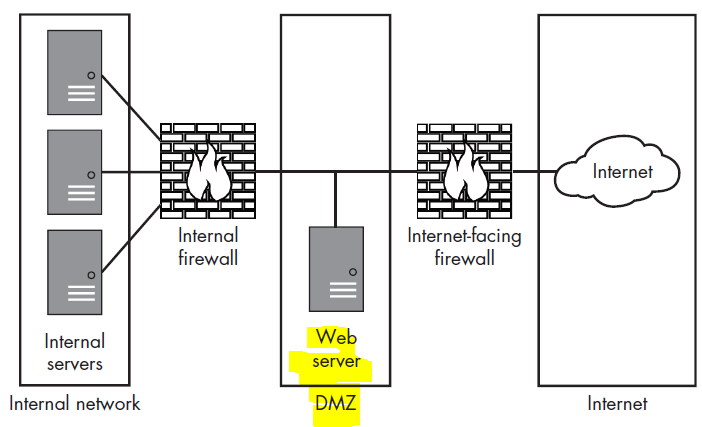 Internet
Internal
firewall
Internet-facing
firewall
Internal
servers
Web
server
Internal network
DMZ
Internet